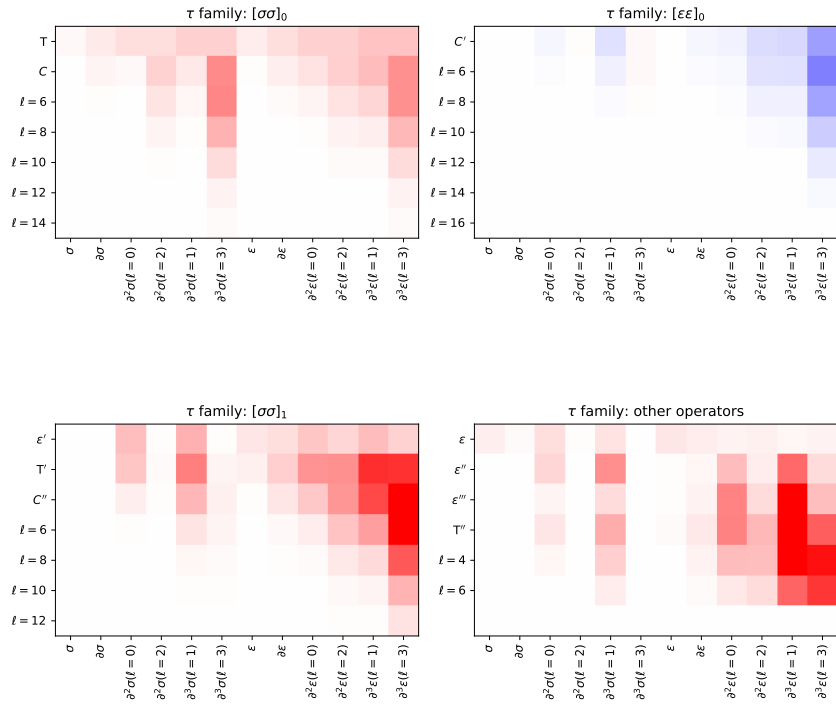 τ family: [σσ]₀
T
C
ℓ = 6
ℓ = 8
ℓ = 10
ℓ = 12
ℓ = 14
σ
∂σ
∂²σ(ℓ = 0)
∂²σ(ℓ = 2)
∂³σ(ℓ = 1)
∂³σ(ℓ = 3)
ε
∂ε
∂²ε(ℓ = 0)
∂²ε(ℓ = 2)
∂³ε(ℓ = 1)
∂³ε(ℓ = 3)
τ family: [εε]₀
C′
ℓ = 6
ℓ = 8
ℓ = 10
ℓ = 12
ℓ = 14
ℓ = 16
σ
∂σ
∂²σ(ℓ = 0)
∂²σ(ℓ = 2)
∂³σ(ℓ = 1)
∂³σ(ℓ = 3)
ε
∂ε
∂²ε(ℓ = 0)
∂²ε(ℓ = 2)
∂³ε(ℓ = 1)
∂³ε(ℓ = 3)
τ family: [σσ]₁
ε′
T′
C″
ℓ = 6
ℓ = 8
ℓ = 10
ℓ = 12
σ
∂σ
∂²σ(ℓ = 0)
∂²σ(ℓ = 2)
∂³σ(ℓ = 1)
∂³σ(ℓ = 3)
ε
∂ε
∂²ε(ℓ = 0)
∂²ε(ℓ = 2)
∂³ε(ℓ = 1)
∂³ε(ℓ = 3)
τ family: other operators
ε
ε″
ε‴
T″
ℓ = 4
ℓ = 6
σ
∂σ
∂²σ(ℓ = 0)
∂²σ(ℓ = 2)
∂³σ(ℓ = 1)
∂³σ(ℓ = 3)
ε
∂ε
∂²ε(ℓ = 0)
∂²ε(ℓ = 2)
∂³ε(ℓ = 1)
∂³ε(ℓ = 3)